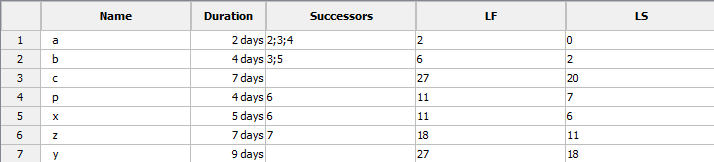 Name Duration Successors LF LS
1 a 2 days 2;3;4 2 0
2 b 4 days 3;5 6 2
3 c 7 days 27 20
4 p 4 days 6 11 7
5 x 5 days 6 11 6
6 z 7 days 7 18 11
7 y 9 days 27 18